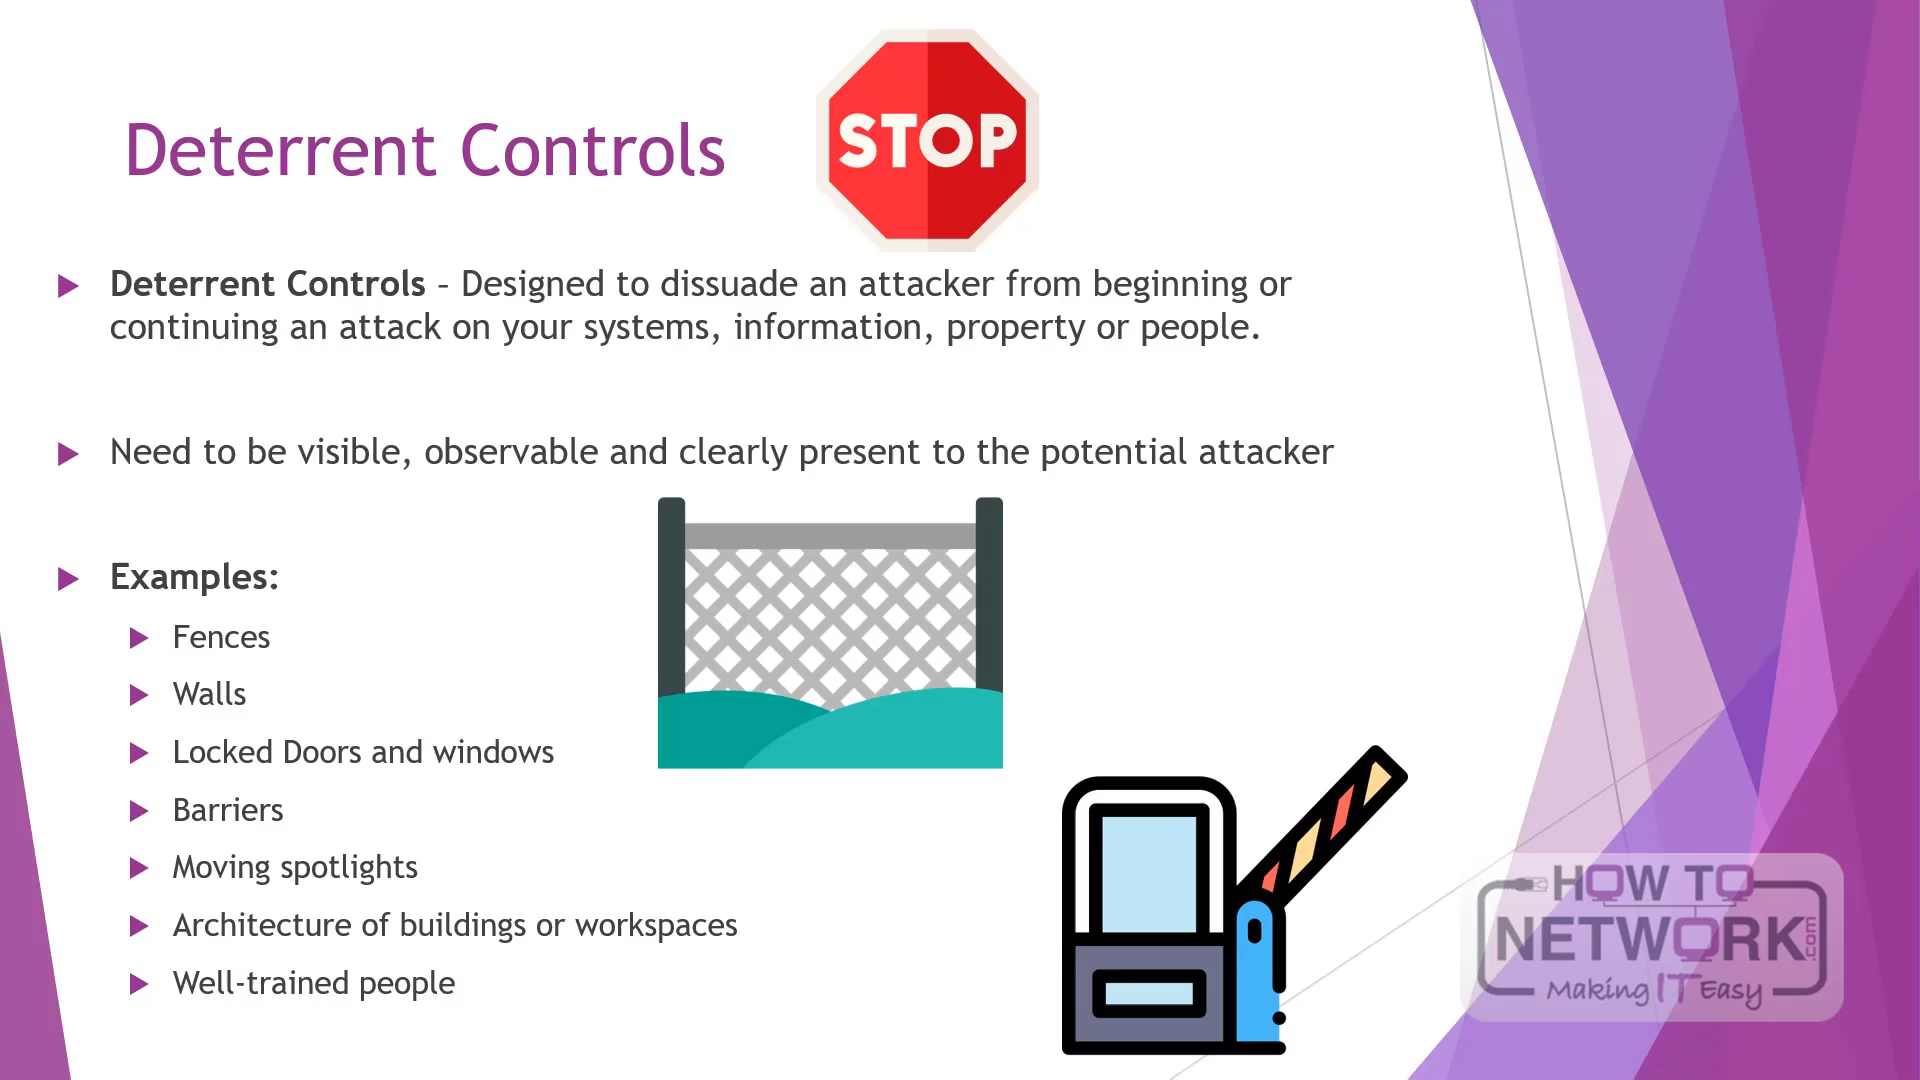 STOP
Deterrent Controls
Deterrent Controls – Designed to dissuade an attacker from beginning or
continuing an attack on your systems, information, property or people.
Need to be visible, observable and clearly present to the potential attacker
Examples:
Fences
Walls
Locked Doors and windows
Barriers
Moving spotlights
Architecture of buildings or workspaces
Well-trained people
HOW TO
NETWORK.com
Making IT Easy